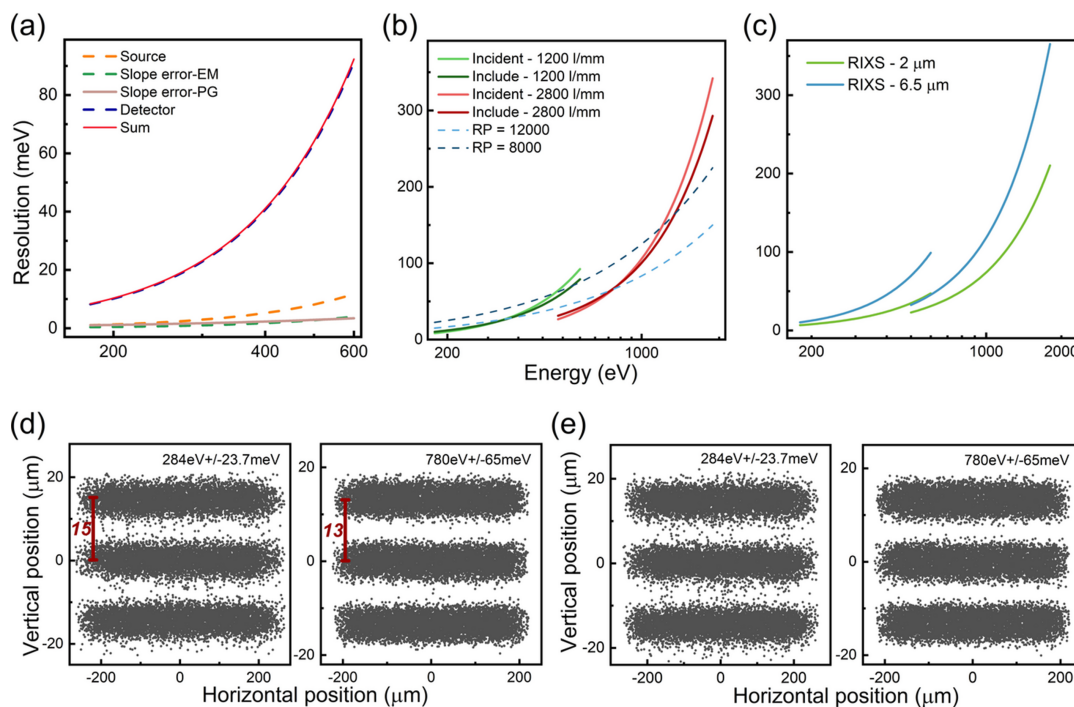 (a)
Source
Slope error-EM
Slope error-PG
Detector
Sum
Resolution (meV)
80
60
40
20
0
200
400
600
(b)
Incident - 1200 l/mm
Include - 1200 l/mm
Incident - 2800 l/mm
Include - 2800 l/mm
RP = 12000
RP = 8000
300
200
100
0
200
1000
Energy (eV)
(c)
RIXS - 2 μm
RIXS - 6.5 μm
300
200
100
0
200
1000
2000
(d)
284eV+/-23.7meV
15
Vertical position (μm)
20
0
-20
-200
0
200
780eV+/-65meV
13
20
0
-20
-200
0
200
Horizontal position (μm)
(e)
284eV+/-23.7meV
Vertical position (μm)
20
0
-20
-200
0
200
780eV+/-65meV
20
0
-20
-200
0
200
Horizontal position (μm)